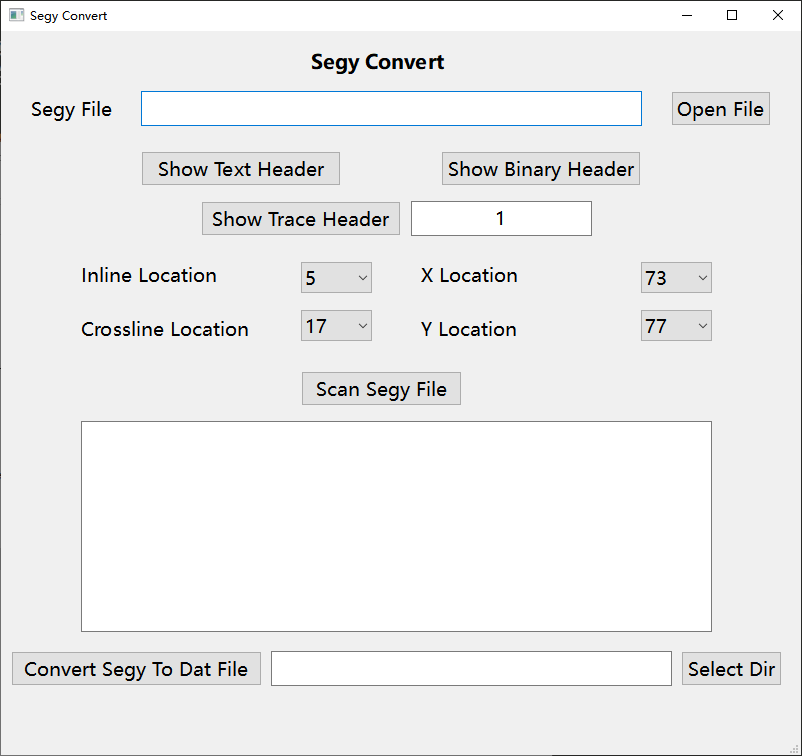 Segy Convert
Segy Convert
Segy File Open File
Show Text Header Show Binary Header
Show Trace Header 1
Inline Location 5 X Location 73
Crossline Location 17 Y Location 77
Scan Segy File
Convert Segy To Dat File Select Dir